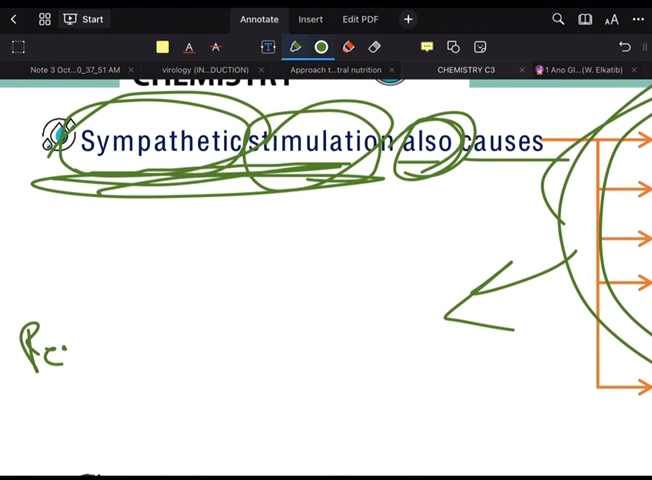 Start
Annotate Insert Edit PDF
Note 3 Oct...0_37_51 AM virology (IN...DUCTION) Approach t...tral nutrition CHEMISTRY C3 1 Ano Gl...(W. Elkatib)
CHEMISTRY
Sympathetic stimulation also causes
Re